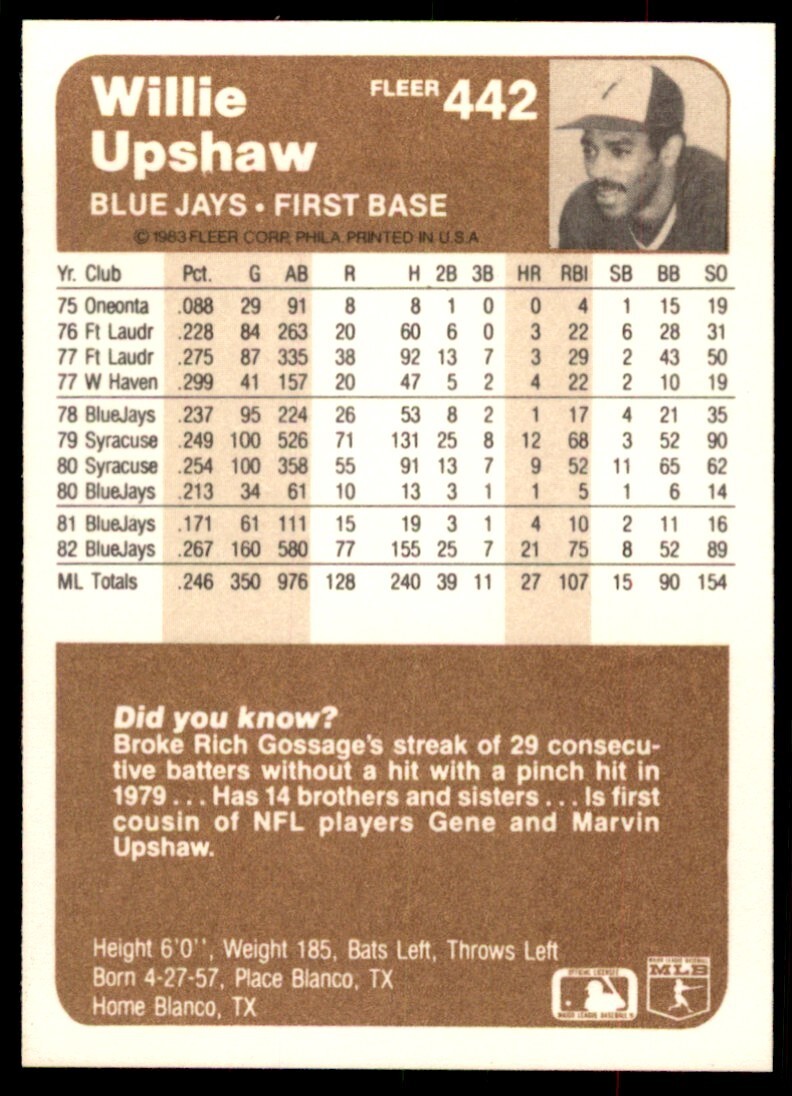 Willie
Upshaw
FLEER 442
BLUE JAYS • FIRST BASE
© 1983 FLEER CORP. PHILA. PRINTED IN U.S.A
Yr. Club Pct. G AB R H 2B 3B HR RBI SB BB SO
75 Oneonta .088 29 91 8 8 1 0 0 4 1 15 19
76 Ft Laudr .228 84 263 20 60 6 0 3 22 6 28 31
77 Ft Laudr .275 87 335 38 92 13 7 3 29 2 43 50
77 W Haven .299 41 157 20 47 5 2 4 22 2 10 19
78 BlueJays .237 95 224 26 53 8 2 1 17 4 21 35
79 Syracuse .249 100 526 71 131 25 8 12 68 3 52 90
80 Syracuse .254 100 358 55 91 13 7 9 52 11 65 62
80 BlueJays .213 34 61 10 13 3 1 1 5 1 6 14
81 BlueJays .171 61 111 15 19 3 1 4 10 2 11 16
82 BlueJays .267 160 580 77 155 25 7 21 75 8 52 89
ML Totals .246 350 976 128 240 39 11 27 107 15 90 154
Did you know?
Broke Rich Gossage's streak of 29 consecu-
tive batters without a hit with a pinch hit in
1979 . . . Has 14 brothers and sisters . . . Is first
cousin of NFL players Gene and Marvin
Upshaw.
Height 6'0'', Weight 185, Bats Left, Throws Left
Born 4-27-57, Place Blanco, TX
Home Blanco, TX
OFFICIAL LICENSEE
MAJOR LEAGUE BASEBALL
MAJOR LEAGUE BASEBALL
MLB